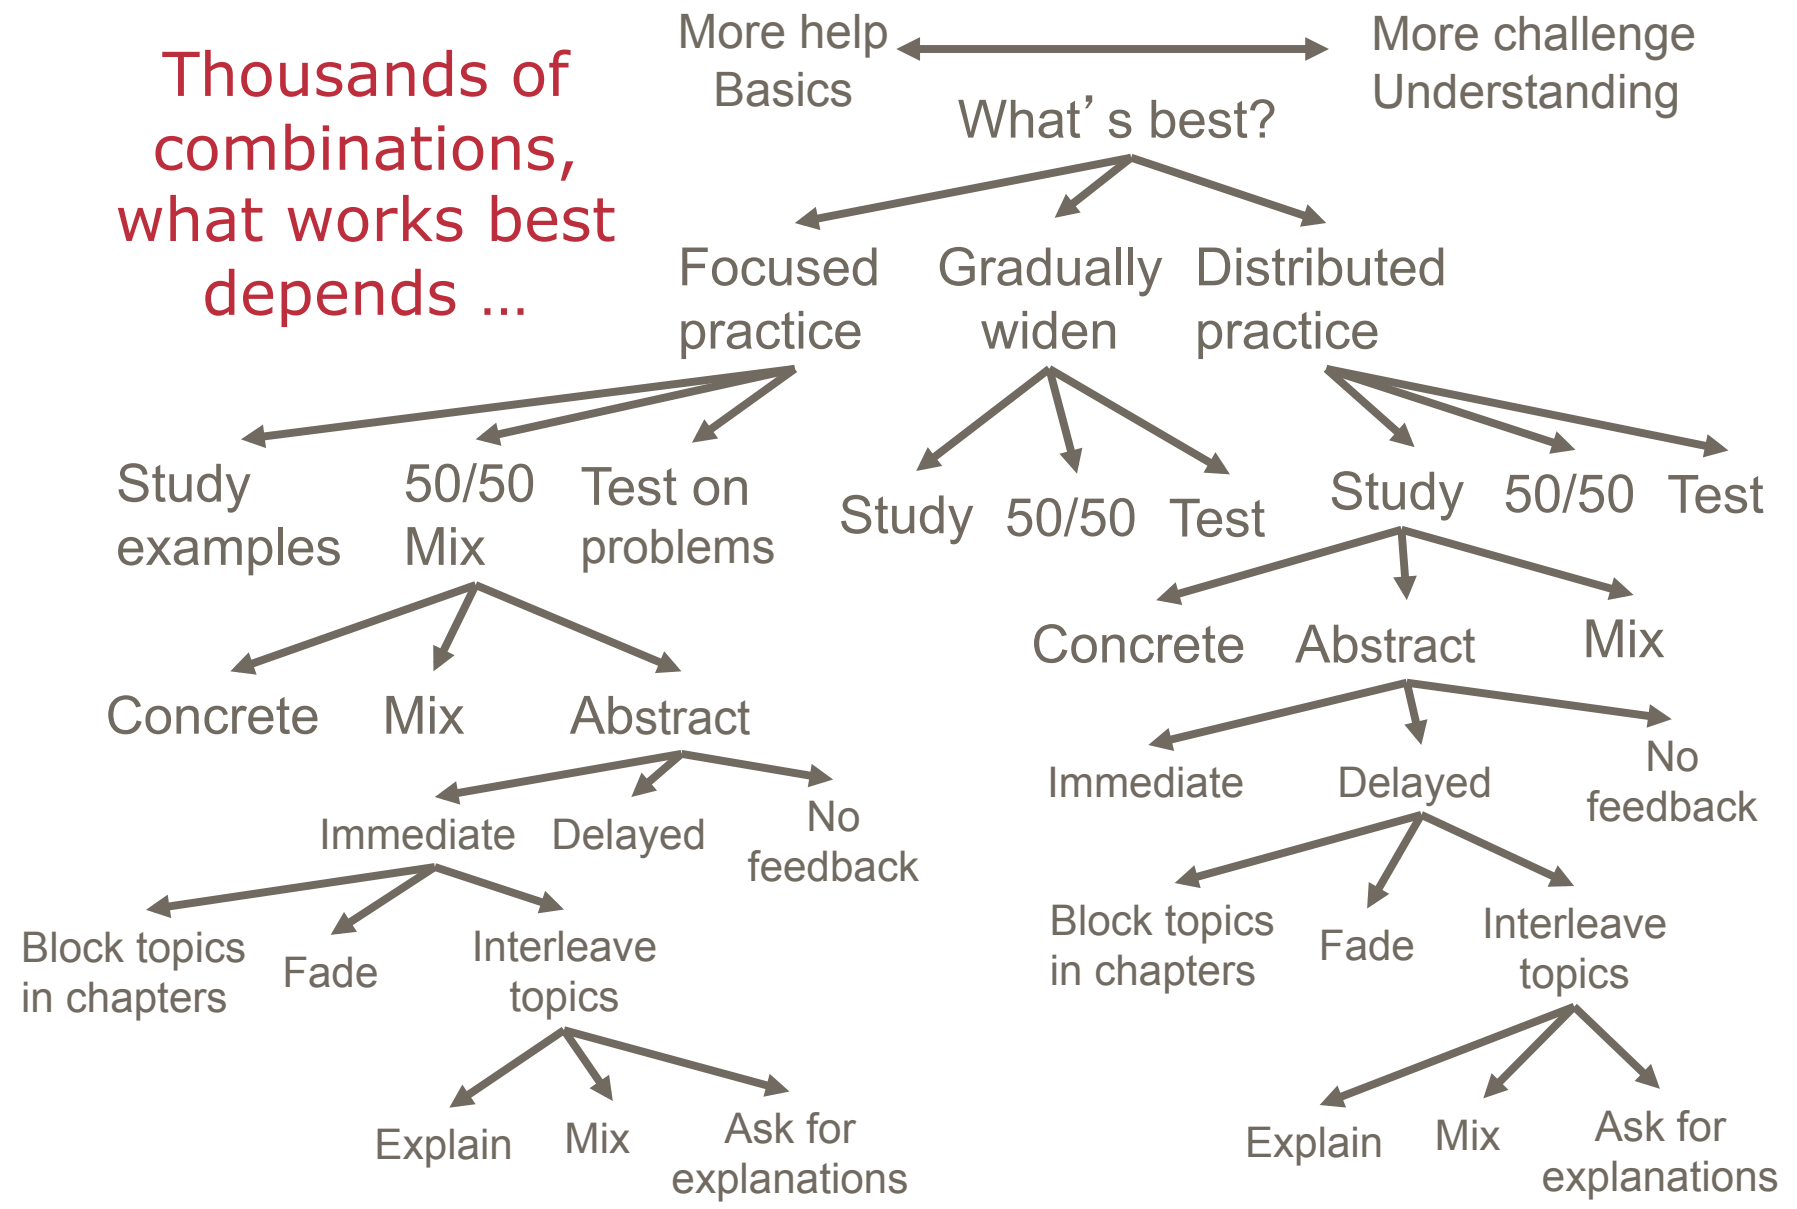 Thousands of
combinations,
what works best
depends ...
More help
Basics
More challenge
Understanding
What's best?
Focused
practice
Gradually
widen
Distributed
practice
Study
examples
50/50
Mix
Test on
problems
Study
50/50
Test
Study
50/50
Test
Concrete
Mix
Abstract
Concrete
Abstract
Mix
Immediate
Delayed
No
feedback
Immediate
Delayed
No
feedback
Block topics
in chapters
Fade
Interleave
topics
Block topics
in chapters
Fade
Interleave
topics
Explain
Mix
Ask for
explanations
Explain
Mix
Ask for
explanations